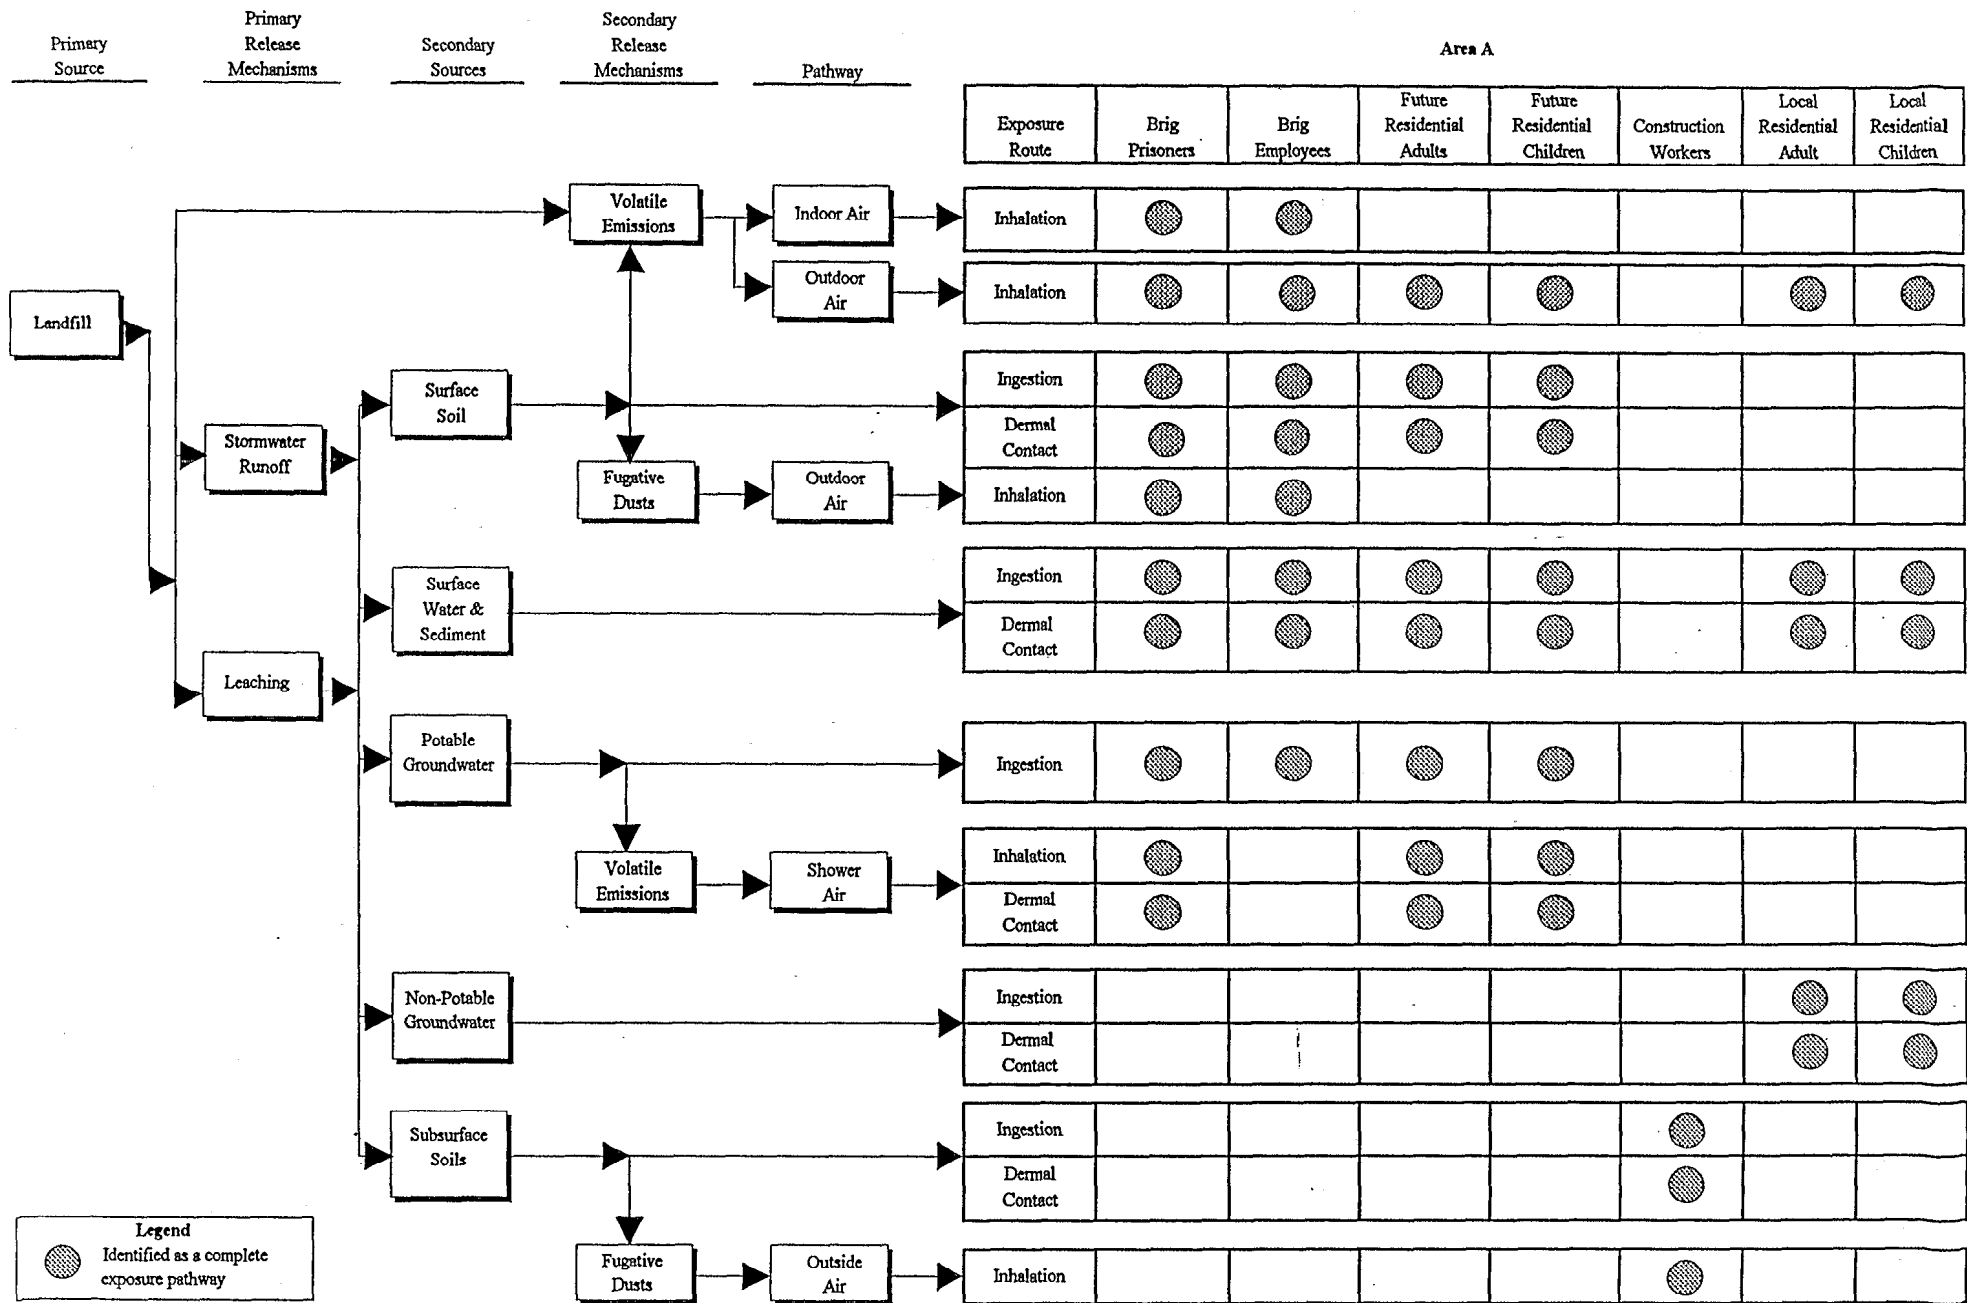 Primary
Source
Primary
Release
Mechanisms
Secondary
Sources
Secondary
Release
Mechanisms
Pathway
Area A
Exposure
Route
Brig
Prisoners
Brig
Employees
Future
Residential
Adults
Future
Residential
Children
Construction
Workers
Local
Residential
Adult
Local
Residential
Children
Landfill
Stormwater
Runoff
Leaching
Volatile
Emissions
Indoor Air
Inhalation
Outdoor
Air
Inhalation
Surface
Soil
Ingestion
Dermal
Contact
Fugative
Dusts
Outdoor
Air
Inhalation
Surface
Water &
Sediment
Ingestion
Dermal
Contact
Potable
Groundwater
Ingestion
Volatile
Emissions
Shower
Air
Inhalation
Dermal
Contact
Non-Potable
Groundwater
Ingestion
Dermal
Contact
Subsurface
Soils
Ingestion
Dermal
Contact
Fugative
Dusts
Outside
Air
Inhalation
Legend
Identified as a complete
exposure pathway